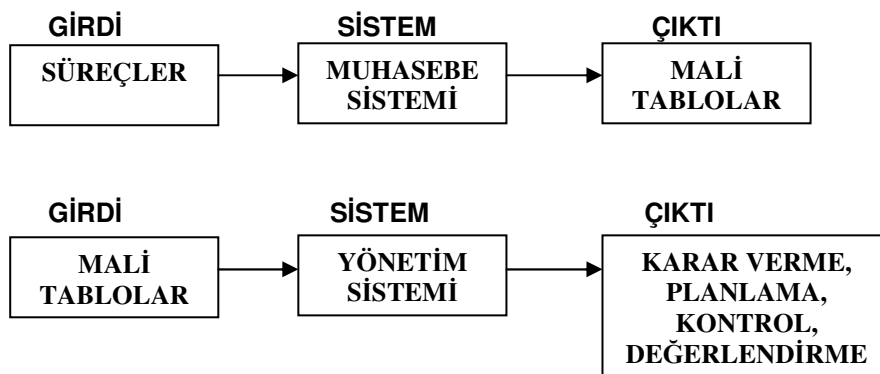 GİRDİ SİSTEM ÇIKTI
SÜREÇLER
MUHASEBE
SİSTEMİ
MALİ
TABLOLAR
GİRDİ SİSTEM ÇIKTI
MALİ
TABLOLAR
YÖNETİM
SİSTEMİ
KARAR VERME,
PLANLAMA,
KONTROL,
DEĞERLENDİRME